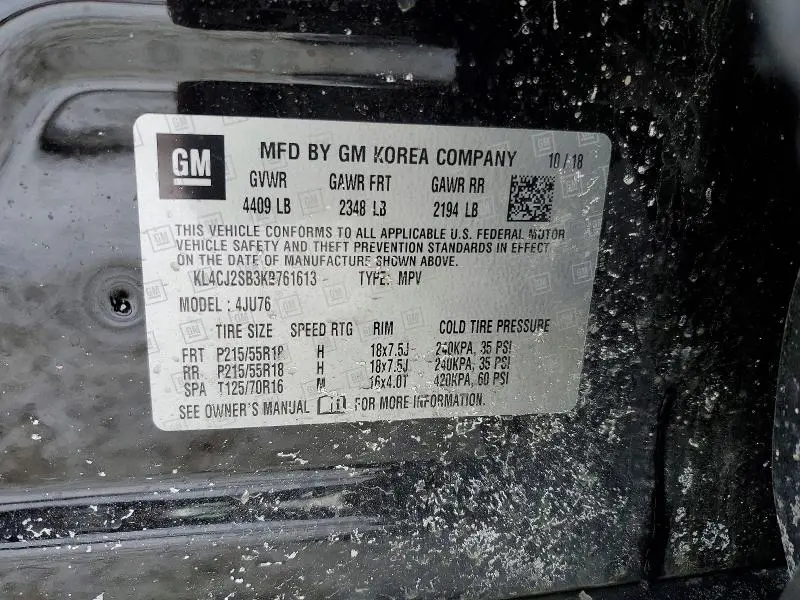 GM MFD BY GM KOREA COMPANY 10 / 18
GVWR GAWR FRT GAWR RR
4409 LB 2348 LB 2194 LB
THIS VEHICLE CONFORMS TO ALL APPLICABLE U.S. FEDERAL MOTOR
VEHICLE SAFETY AND THEFT PREVENTION STANDARDS IN EFFECT
ON THE DATE OF MANUFACTURE SHOWN ABOVE.
KL4CJ2SB3KB761613 TYPE: MPV
MODEL : 4JU76
TIRE SIZE SPEED RTG RIM COLD TIRE PRESSURE
FRT P215/55R18 H 18x7.5J 240KPA, 35 PSI
RR P215/55R18 H 18x7.5J 240KPA, 35 PSI
SPA T125/70R16 M 16x4.0T 420KPA, 60 PSI
SEE OWNER'S MANUAL FOR MORE INFORMATION.